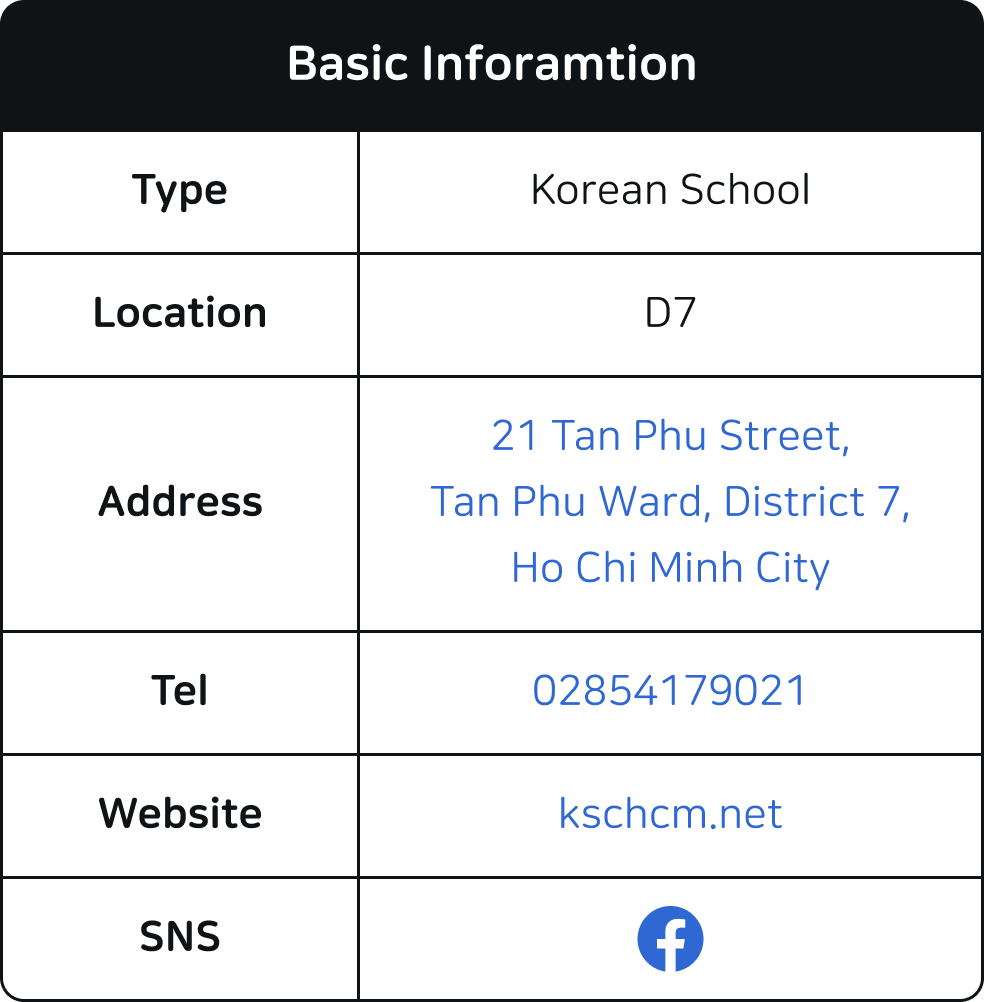 Basic Inforamtion
Type
Korean School
Location
D7
Address
21 Tan Phu Street,
Tan Phu Ward, District 7,
Ho Chi Minh City
Tel
02854179021
Website
kschcm.net
SNS